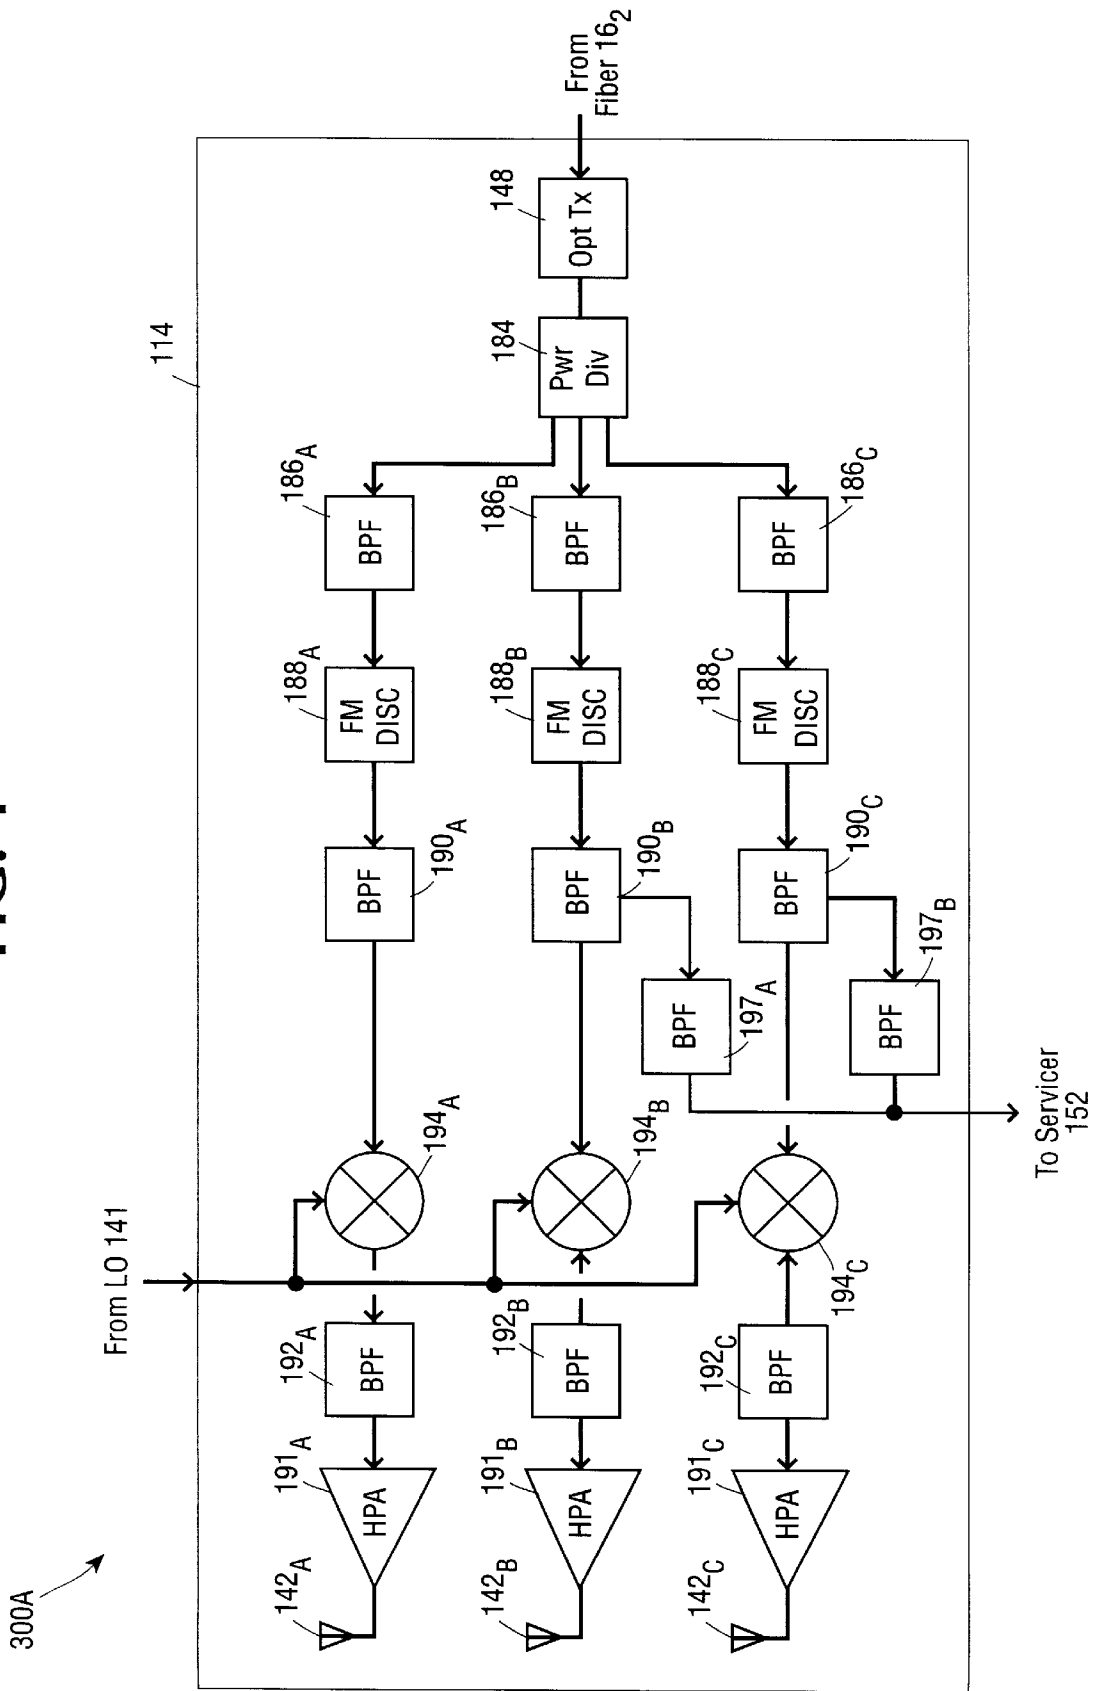 300A
114
From LO 141
From
Fiber 16₂
148
Opt Tx
184
Pwr
Div
186A
BPF
188A
FM
DISC
190A
BPF
194A
192A
BPF
191A
HPA
142A
186B
BPF
188B
FM
DISC
190B
BPF
197A
BPF
194B
192B
BPF
191B
HPA
142B
186C
BPF
188C
FM
DISC
190C
BPF
197B
BPF
194C
192C
BPF
191C
HPA
142C
To Servicer
152